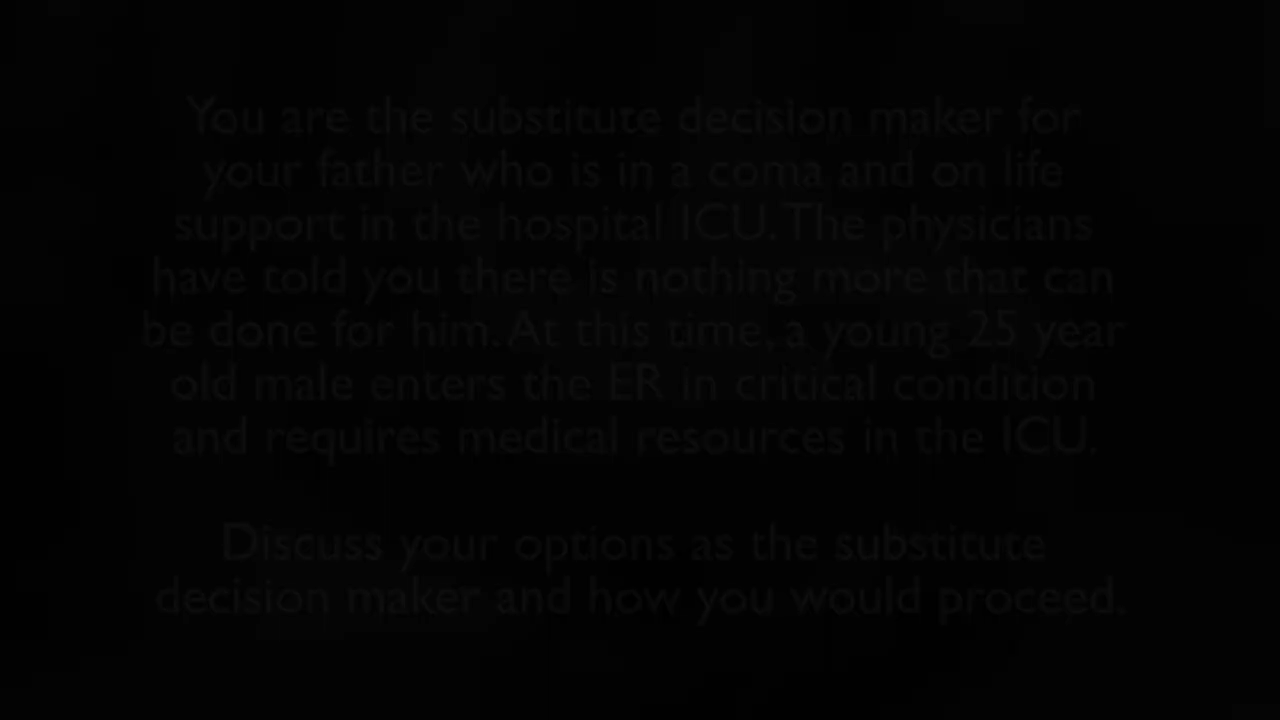 You are the substitute decision maker for
your father who is in a coma and on life
support in the hospital ICU. The physicians
have told you there is nothing more that can
be done for him. At this time, a young 25 year
old male enters the ER in critical condition
and requires medical resources in the ICU.
Discuss your options as the substitute
decision maker and how you would proceed.